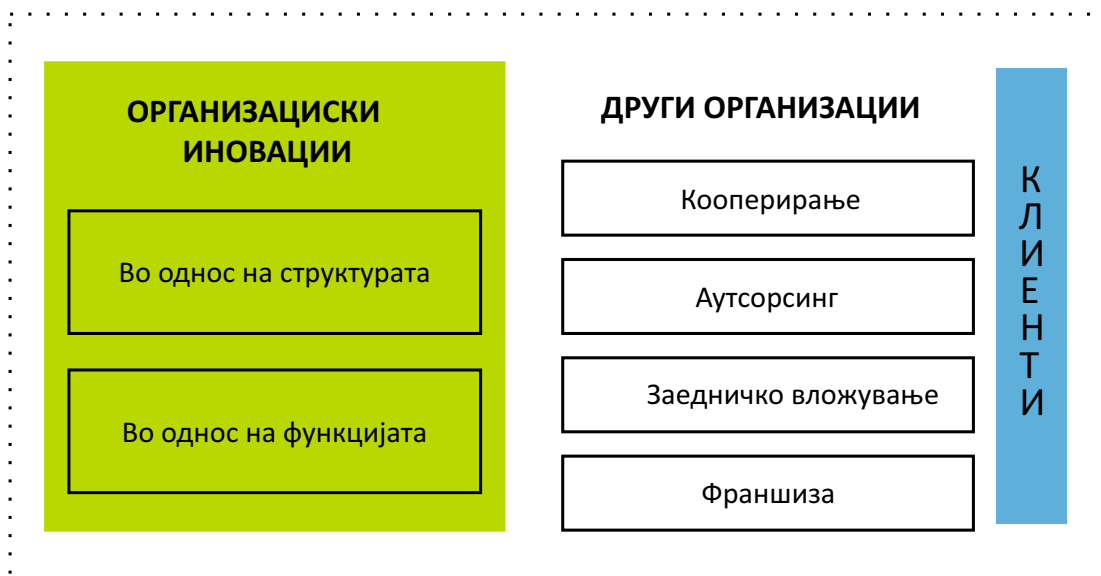 ОРГАНИЗАЦИСКИ
ИНОВАЦИИ
Во однос на структурата
Во однос на функцијата
ДРУГИ ОРГАНИЗАЦИИ
Кооперирање
Аутсорсинг
Заедничко вложување
Франшиза
К
Л
И
Е
Н
Т
И